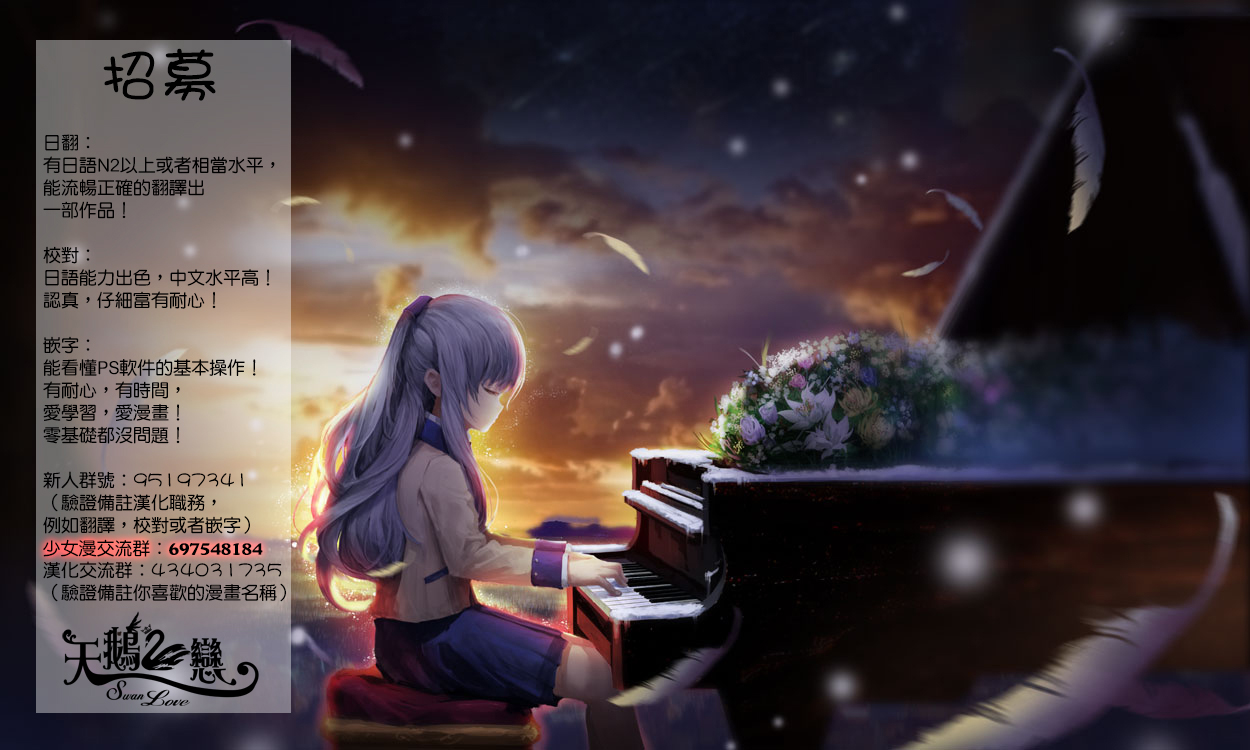 招募
日翻：
有日語N2以上或者相當水平，
能流暢正確的翻譯出
一部作品！
校對：
日語能力出色，中文水平高！
認真，仔細富有耐心！
嵌字：
能看懂PS軟件的基本操作！
有耐心，有時間，
愛學習，愛漫畫！
零基礎都沒問題！
新人群號：95197341
（驗證備註漢化職務，
例如翻譯，校對或者嵌字）
少女漫交流群：697548184
漢化交流群：434031735
（驗證備註你喜歡的漫畫名稱）
天鵝之戀
Swan Love